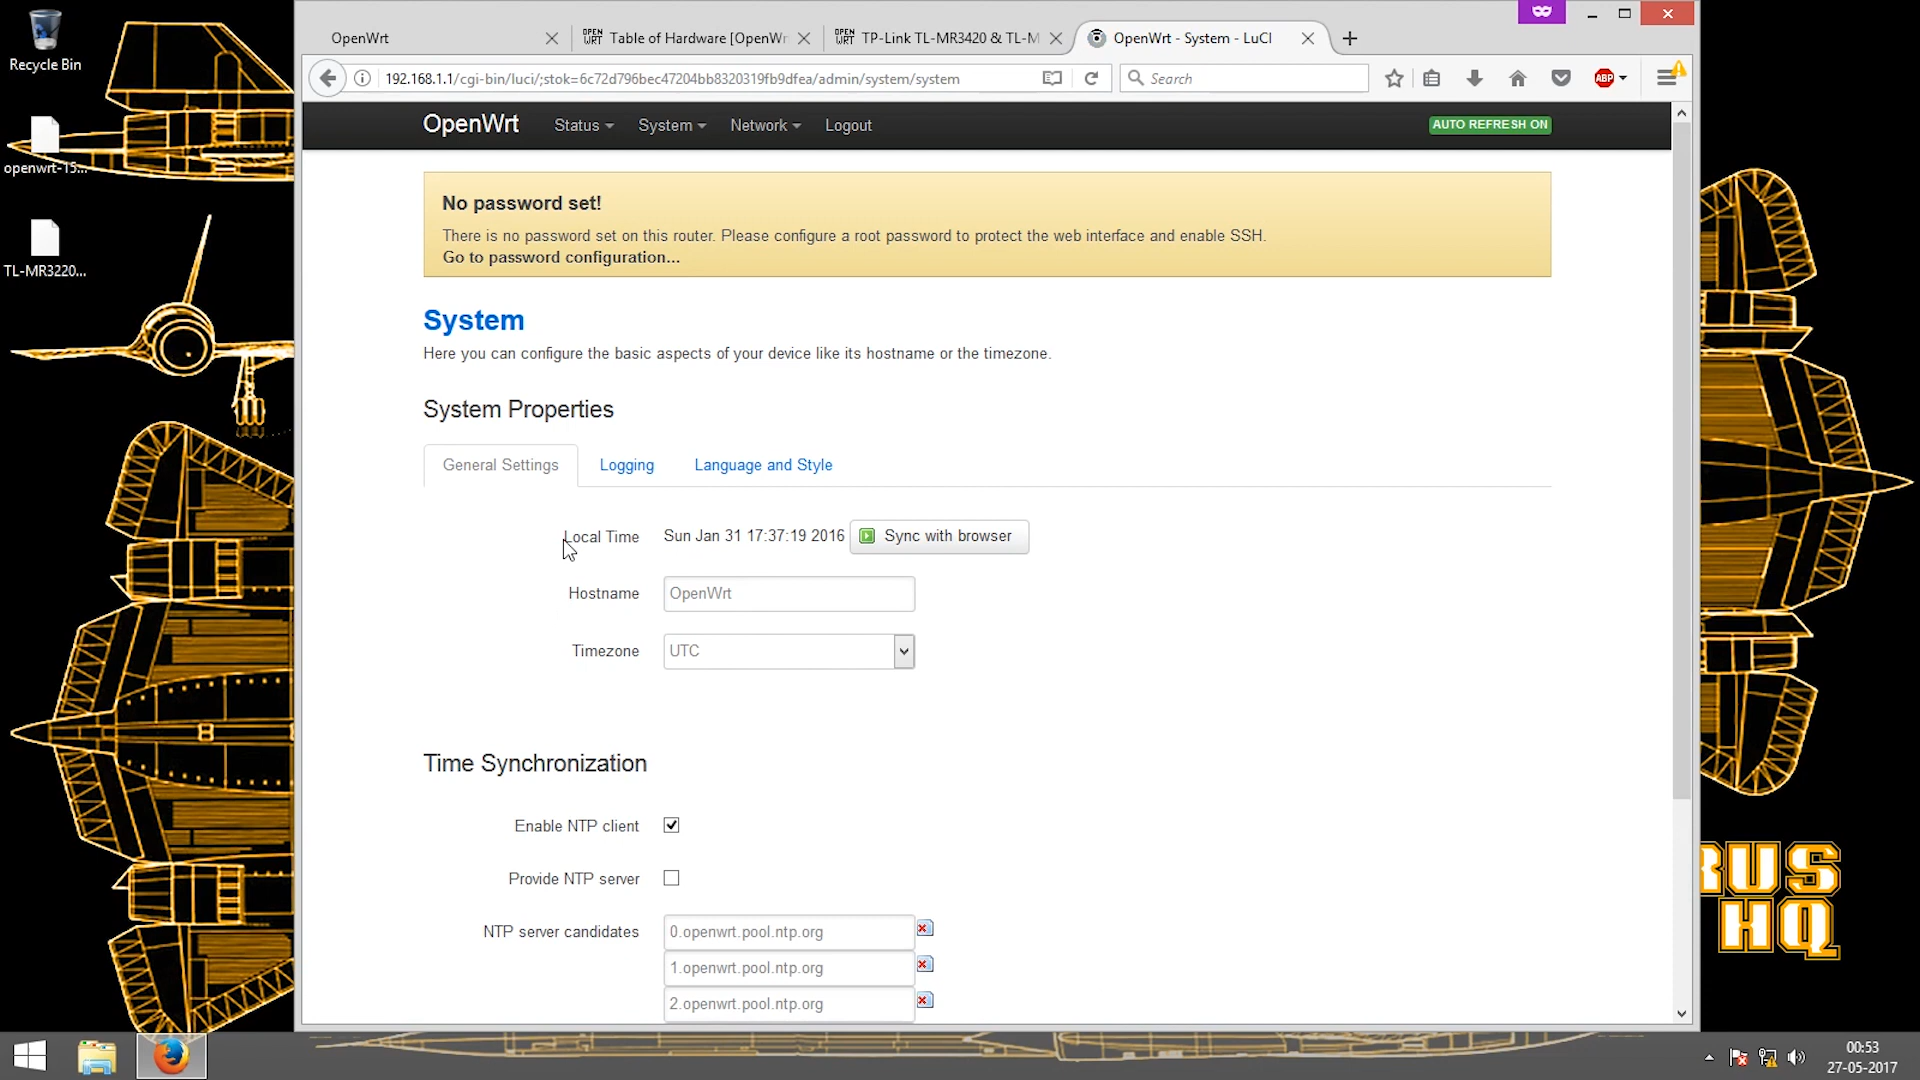 Recycle Bin
openwrt-15...
TL-MR3220...
OpenWrt
OPEN WRT Table of Hardware [OpenWr
OPEN WRT TP-Link TL-MR3420 & TL-M
OpenWrt - System - LuCI
192.168.1.1/cgi-bin/luci/;stok=6c72d796bec47204bb8320319fb9dfea/admin/system/system
Search
ABP
OpenWrt Status System Network Logout
AUTO REFRESH ON
No password set!
There is no password set on this router. Please configure a root password to protect the web interface and enable SSH.
Go to password configuration...
System
Here you can configure the basic aspects of your device like its hostname or the timezone.
System Properties
General Settings Logging Language and Style
Local Time Sun Jan 31 17:37:19 2016 Sync with browser
Hostname OpenWrt
Timezone UTC
Time Synchronization
Enable NTP client
Provide NTP server
NTP server candidates 0.openwrt.pool.ntp.org
1.openwrt.pool.ntp.org
2.openwrt.pool.ntp.org
RUS
HQ
00:53
27-05-2017